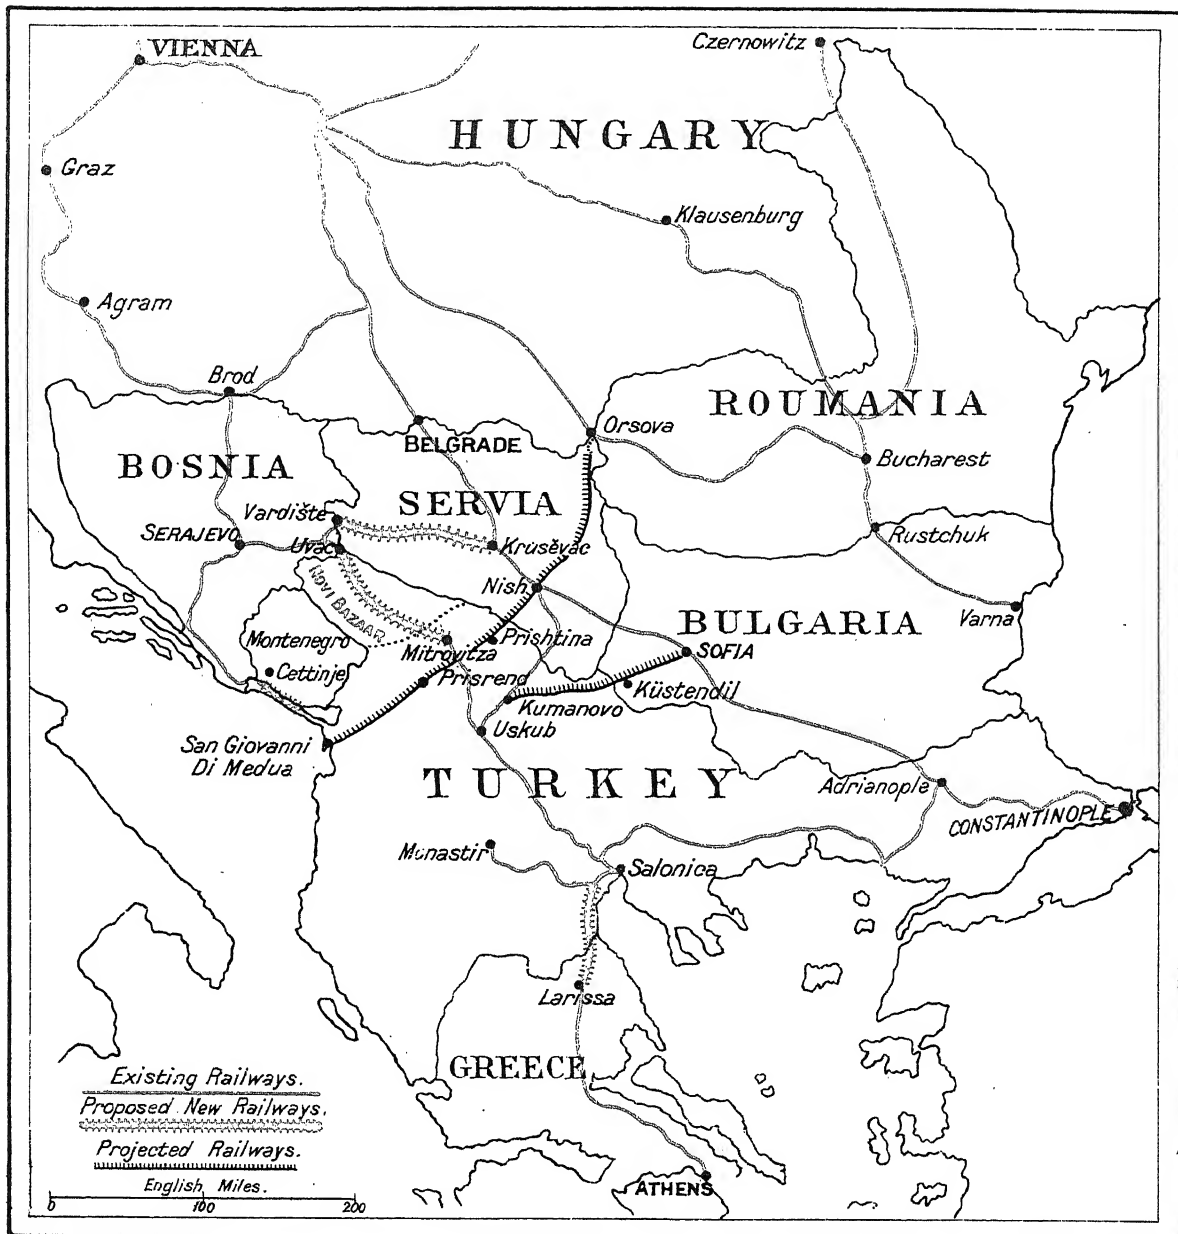 VIENNA
Czernowitz
HUNGARY
Graz
Klausenburg
Agram
Brod
ROUMANIA
Orsova
BELGRADE
BOSNIA
Bucharest
SERVIA
Vardište
SERAJEVO
Rustchuk
Uvac
Krusěvac
NOVI BAZAAR
Nish
Varna
BULGARIA
Montenegro
Prishtina
Mitrovitza
SOFIA
Cettinje
Prisrend
Küstendil
Kumanovo
Uskub
San Giovanni
Di Medua
TURKEY
Adrianople
CONSTANTINOPLE
Monastir
Salonica
Larissa
GREECE
Existing Railways.
Proposed New Railways.
Projected Railways.
English Miles.
0 100 200
ATHENS